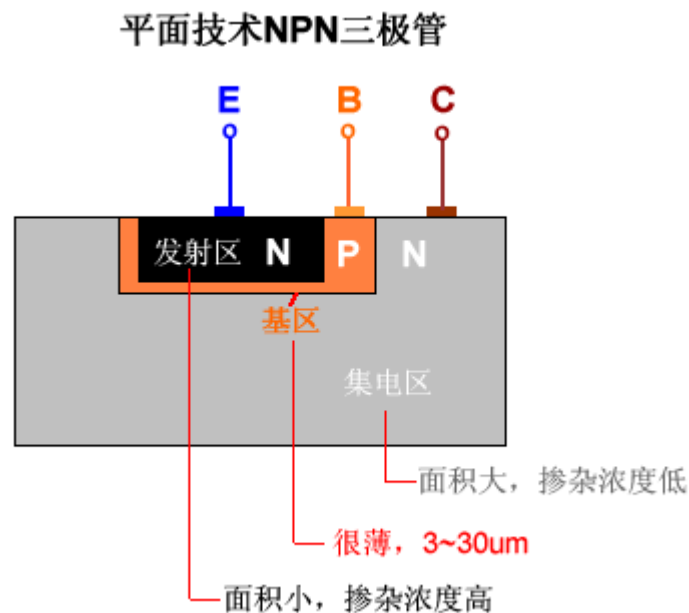 平面技术NPN三极管
E B C
发射区 N P N
基区
集电区
面积大，掺杂浓度低
很薄，3~30um
面积小，掺杂浓度高